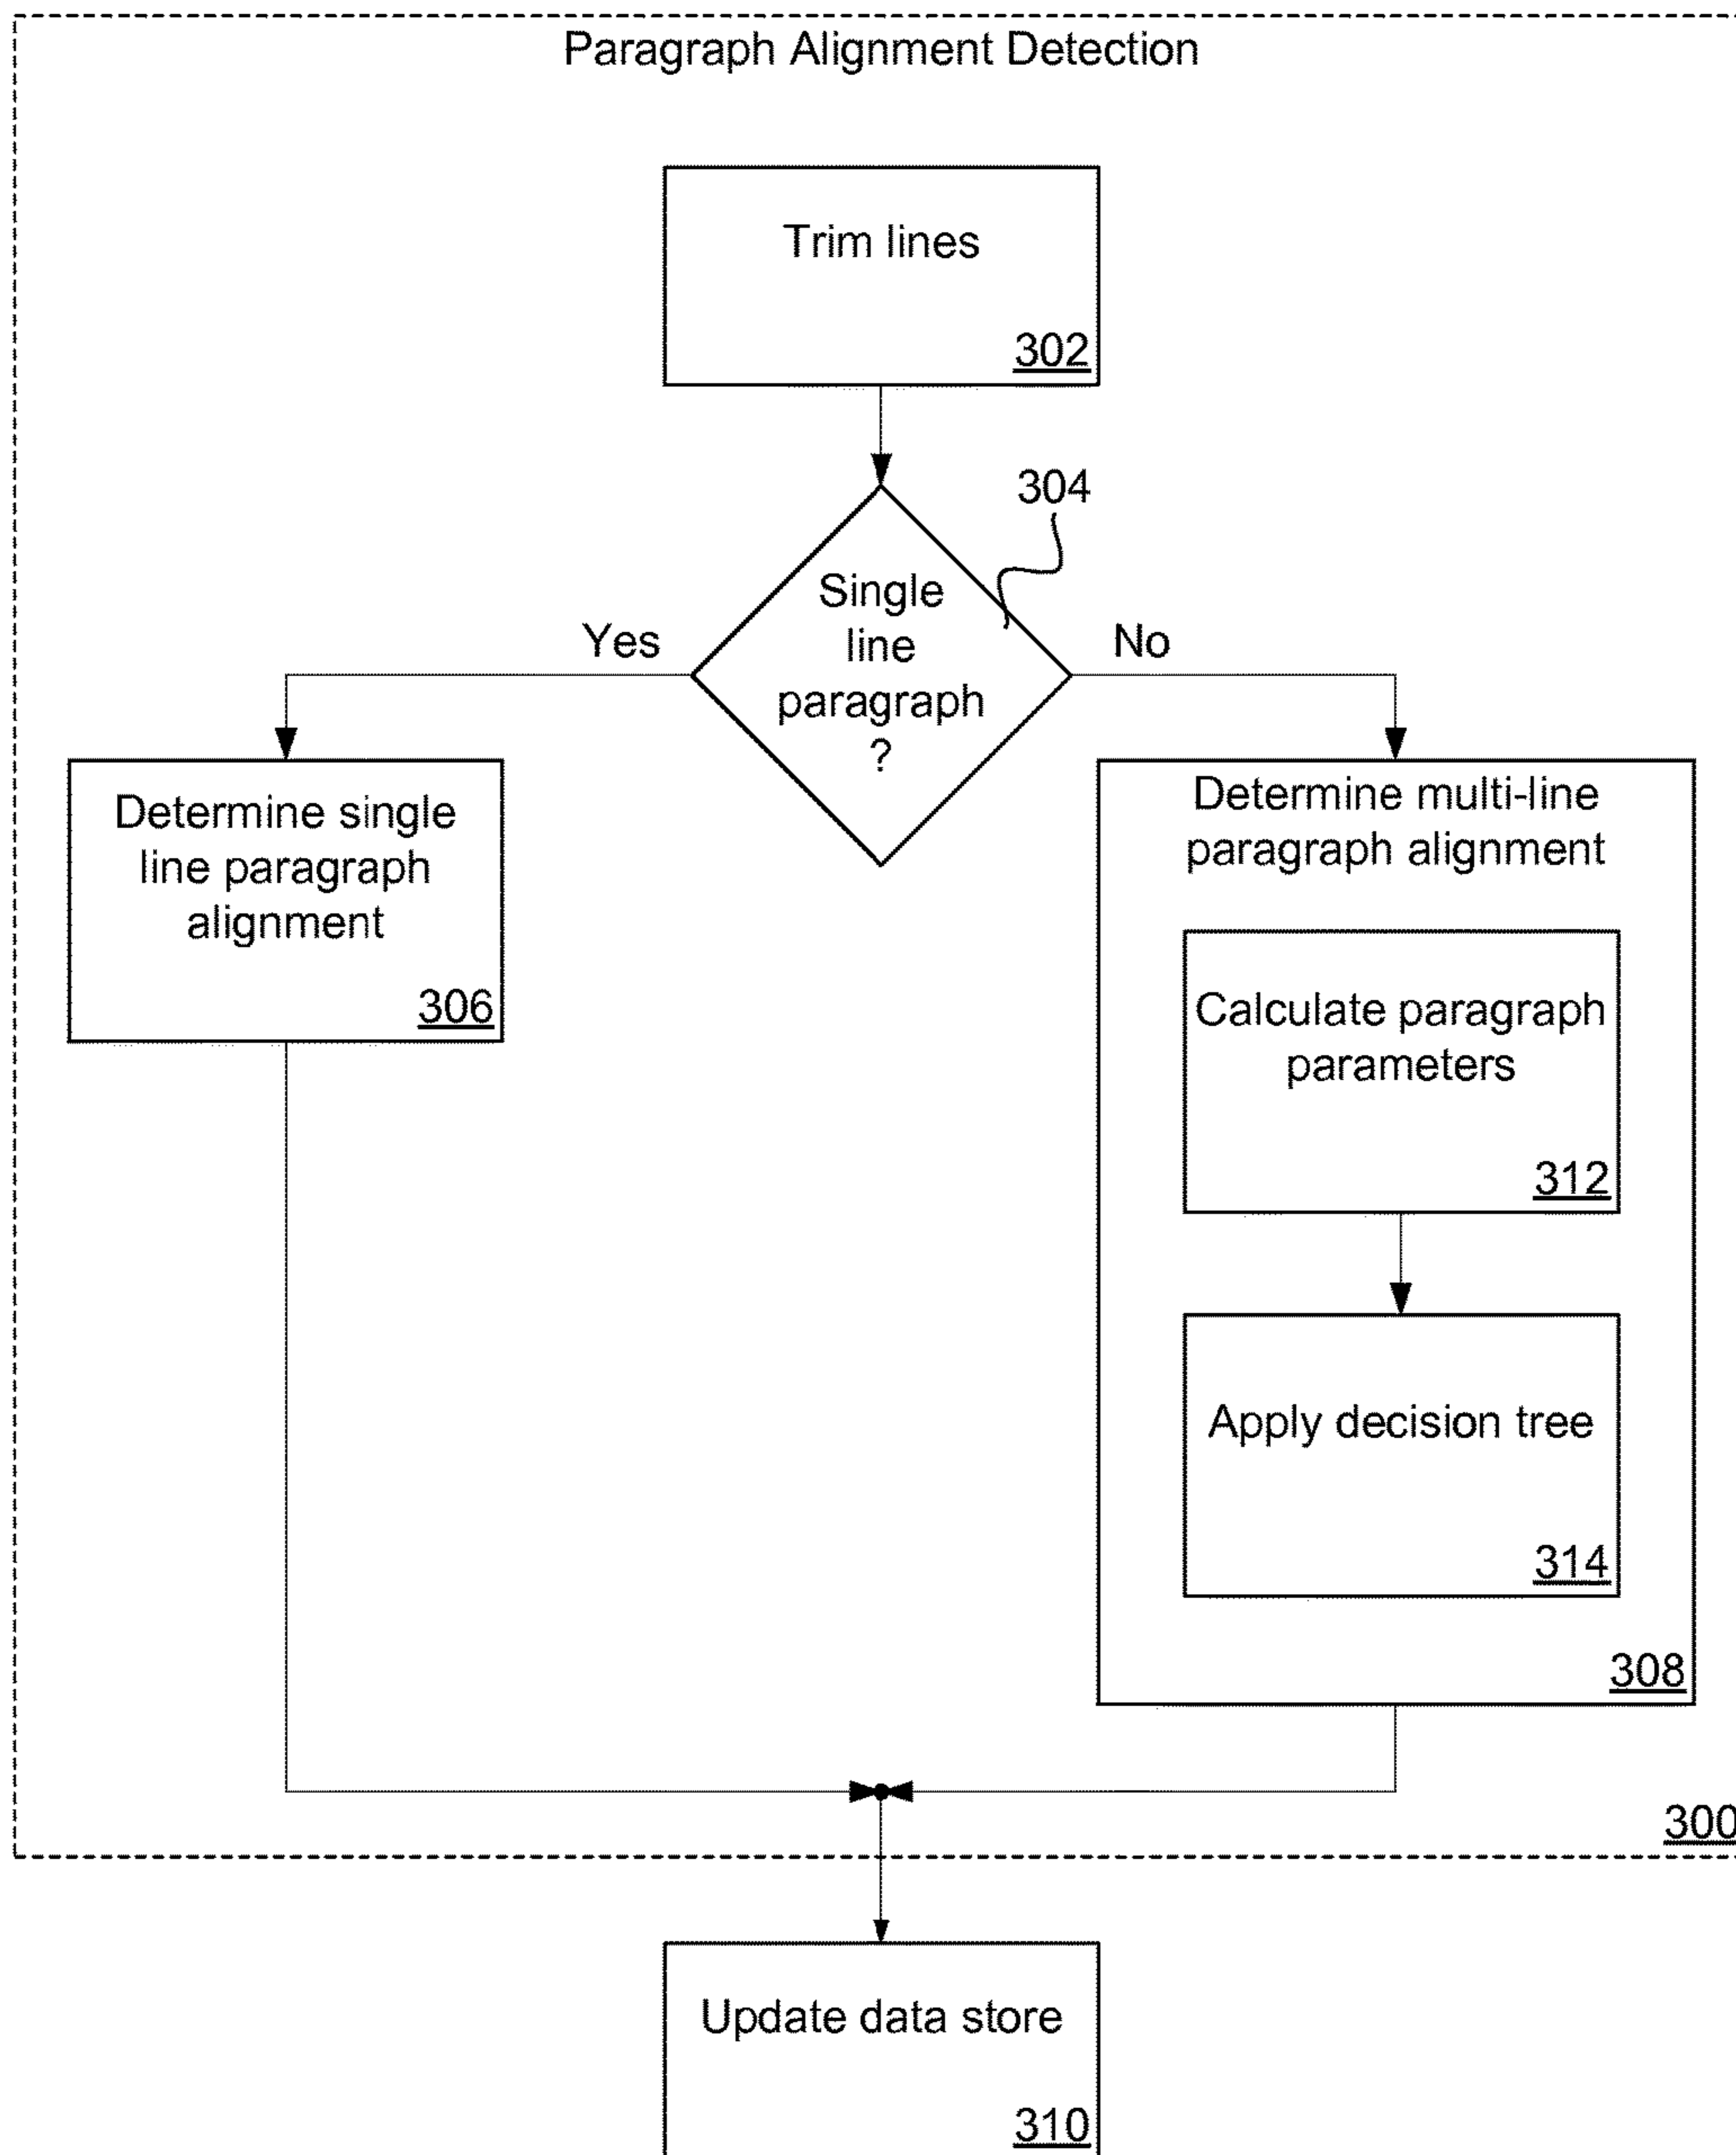 Paragraph Alignment Detection
Trim lines
302
304
Single
line
paragraph
?
Yes
No
Determine single
line paragraph
alignment
306
Determine multi-line
paragraph alignment
Calculate paragraph
parameters
312
Apply decision tree
314
308
300
Update data store
310